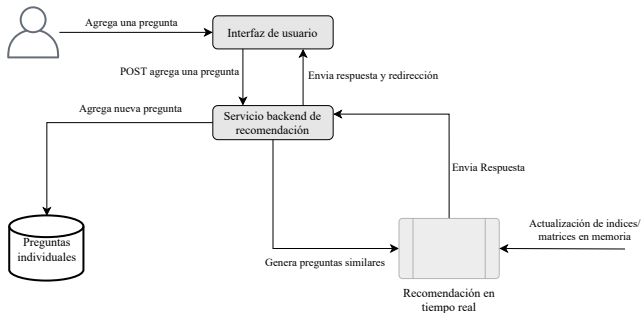 Agrega una pregunta
Interfaz de usuario
POST agrega una pregunta
Envia respuesta y redirección
Agrega nueva pregunta
Servicio backend de
recomendación
Envia Respuesta
Preguntas
individuales
Genera preguntas similares
Actualización de indices/
matrices en memoria
Recomendación en
tiempo real